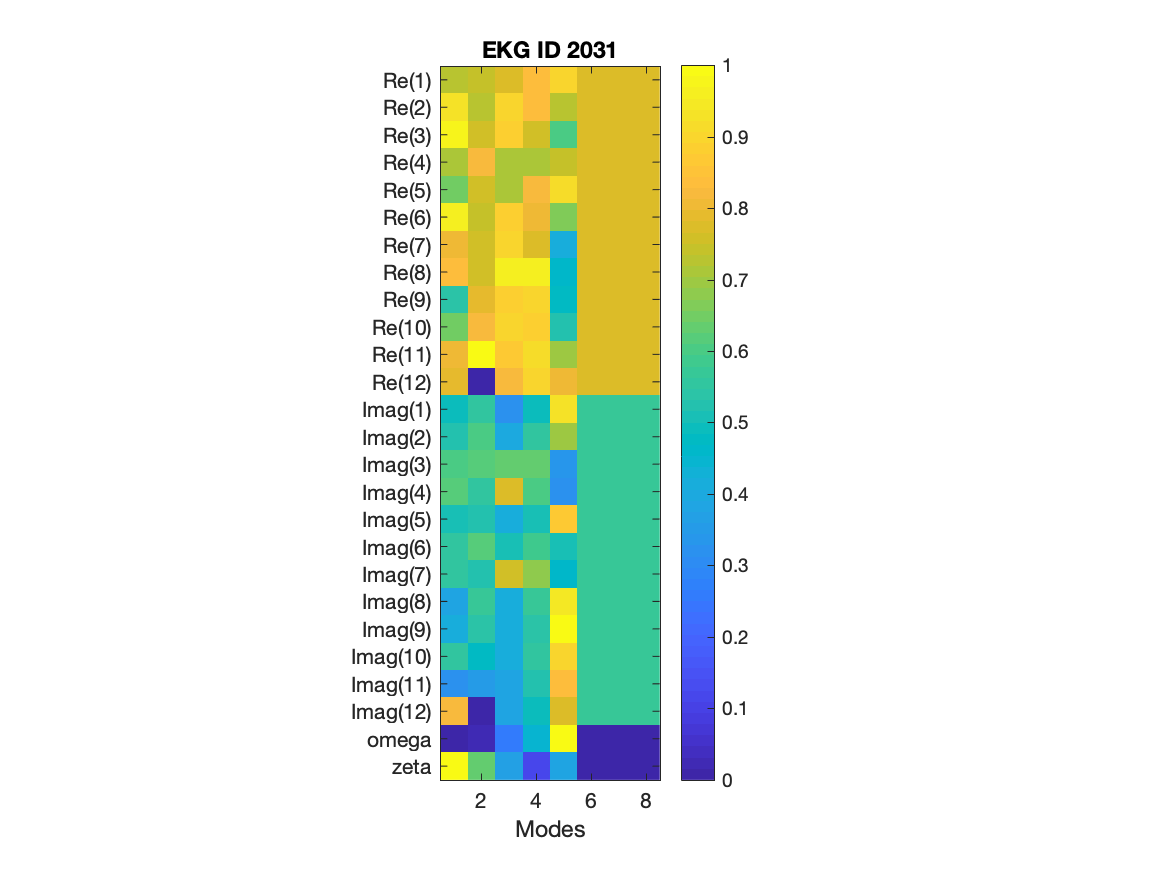 EKG ID 2031
Re(1)
Re(2)
Re(3)
Re(4)
Re(5)
Re(6)
Re(7)
Re(8)
Re(9)
Re(10)
Re(11)
Re(12)
Imag(1)
Imag(2)
Imag(3)
Imag(4)
Imag(5)
Imag(6)
Imag(7)
Imag(8)
Imag(9)
Imag(10)
Imag(11)
Imag(12)
omega
zeta
2 4 6 8
Modes
1
0.9
0.8
0.7
0.6
0.5
0.4
0.3
0.2
0.1
0